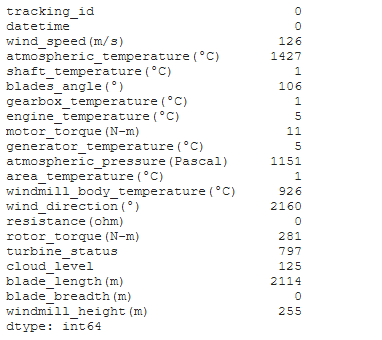 tracking_id 0
datetime 0
wind_speed(m/s) 126
atmospheric_temperature(°C) 1427
shaft_temperature(°C) 1
blades_angle(°) 106
gearbox_temperature(°C) 1
engine_temperature(°C) 5
motor_torque(N-m) 11
generator_temperature(°C) 5
atmospheric_pressure(Pascal) 1151
area_temperature(°C) 1
windmill_body_temperature(°C) 926
wind_direction(°) 2160
resistance(ohm) 0
rotor_torque(N-m) 281
turbine_status 797
cloud_level 125
blade_length(m) 2114
blade_breadth(m) 0
windmill_height(m) 255
dtype: int64